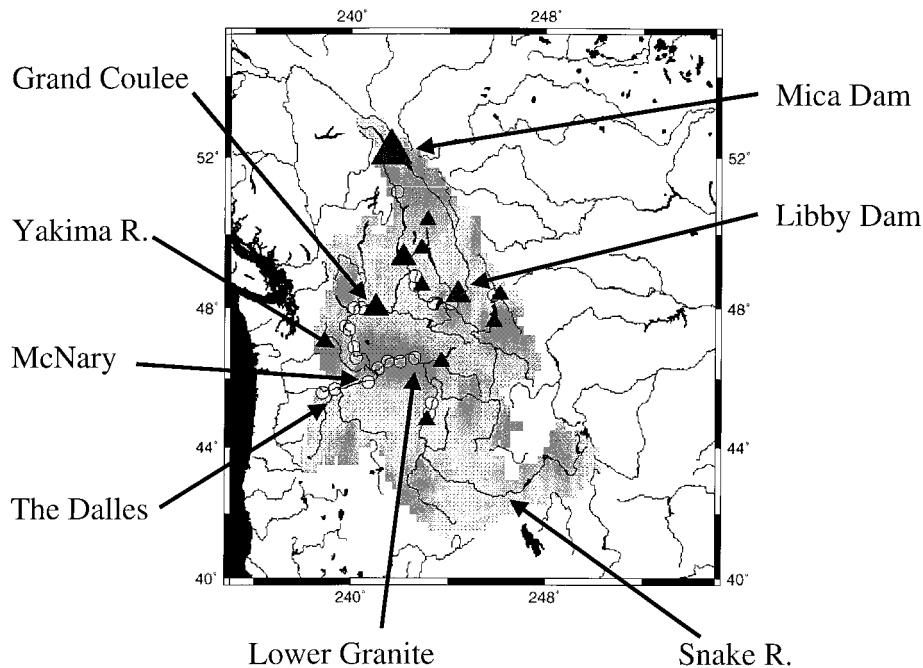 240° 248°
Grand Coulee
Mica Dam
52° 52°
Libby Dam
Yakima R.
48° 48°
McNary
44° 44°
The Dalles
40° 40°
240° 248°
Lower Granite
Snake R.